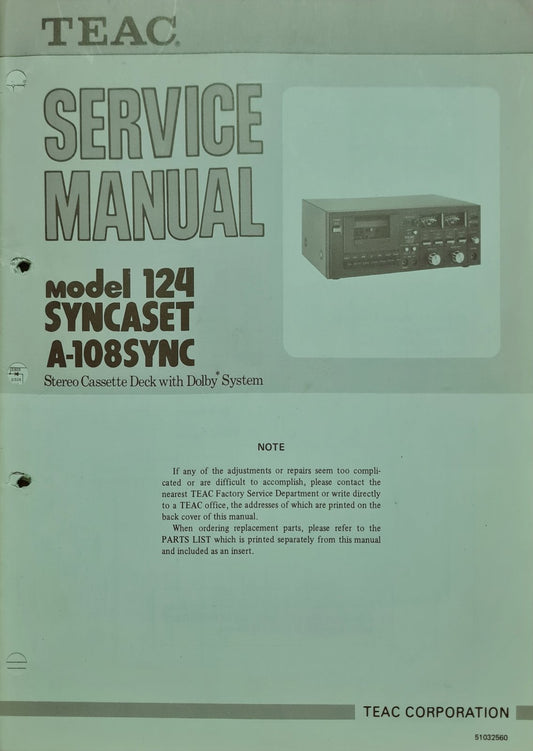 TEAC®
SERVICE
MANUAL
Model 124
SYNCASET
A-108SYNC
Stereo Cassette Deck with Dolby* System
NOTE
If any of the adjustments or repairs seem too compli-
cated or are difficult to accomplish, please contact the
nearest TEAC Factory Service Department or write directly
to a TEAC office, the addresses of which are printed on the
back cover of this manual.
When ordering replacement parts, please refer to the
PARTS LIST which is printed separately from this manual
and included as an insert.
TEAC CORPORATION
51032560